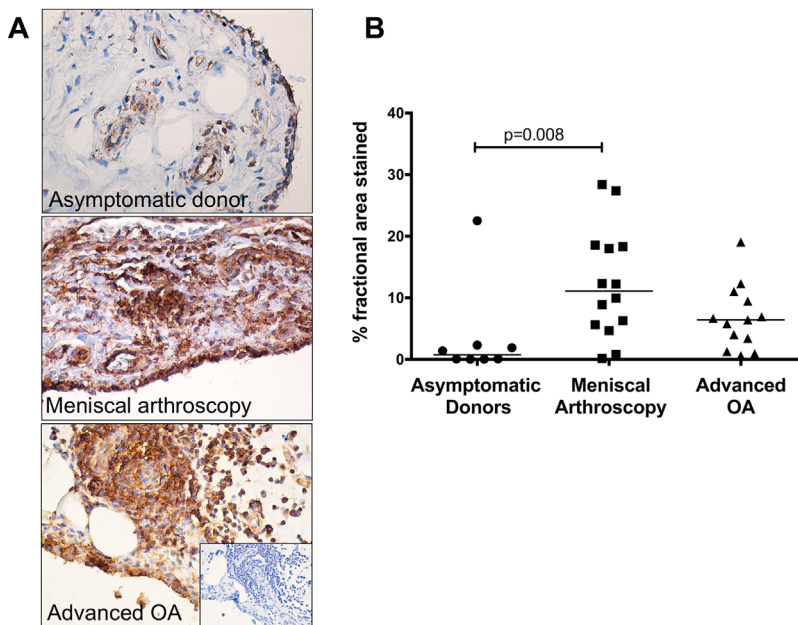 A
Asymptomatic donor
Meniscal arthroscopy
Advanced OA
B
% fractional area stained
40
30
20
10
0
p=0.008
Asymptomatic
Donors
Meniscal
Arthroscopy
Advanced
OA